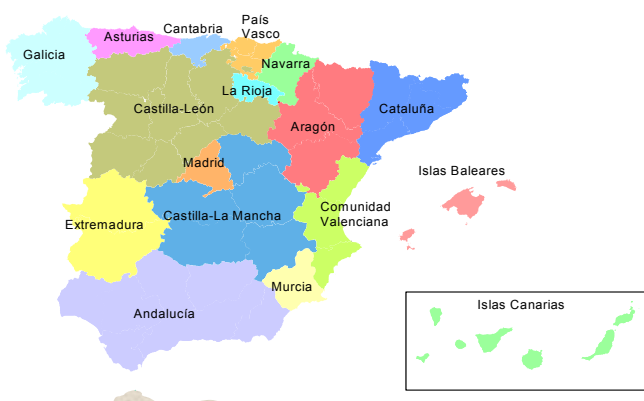 País
Vasco
Cantabria
Asturias
Galicia
Navarra
La Rioja
Castilla-León
Cataluña
Aragón
Madrid
Islas Baleares
Comunidad
Valenciana
Castilla-La Mancha
Extremadura
Murcia
Islas Canarias
Andalucía